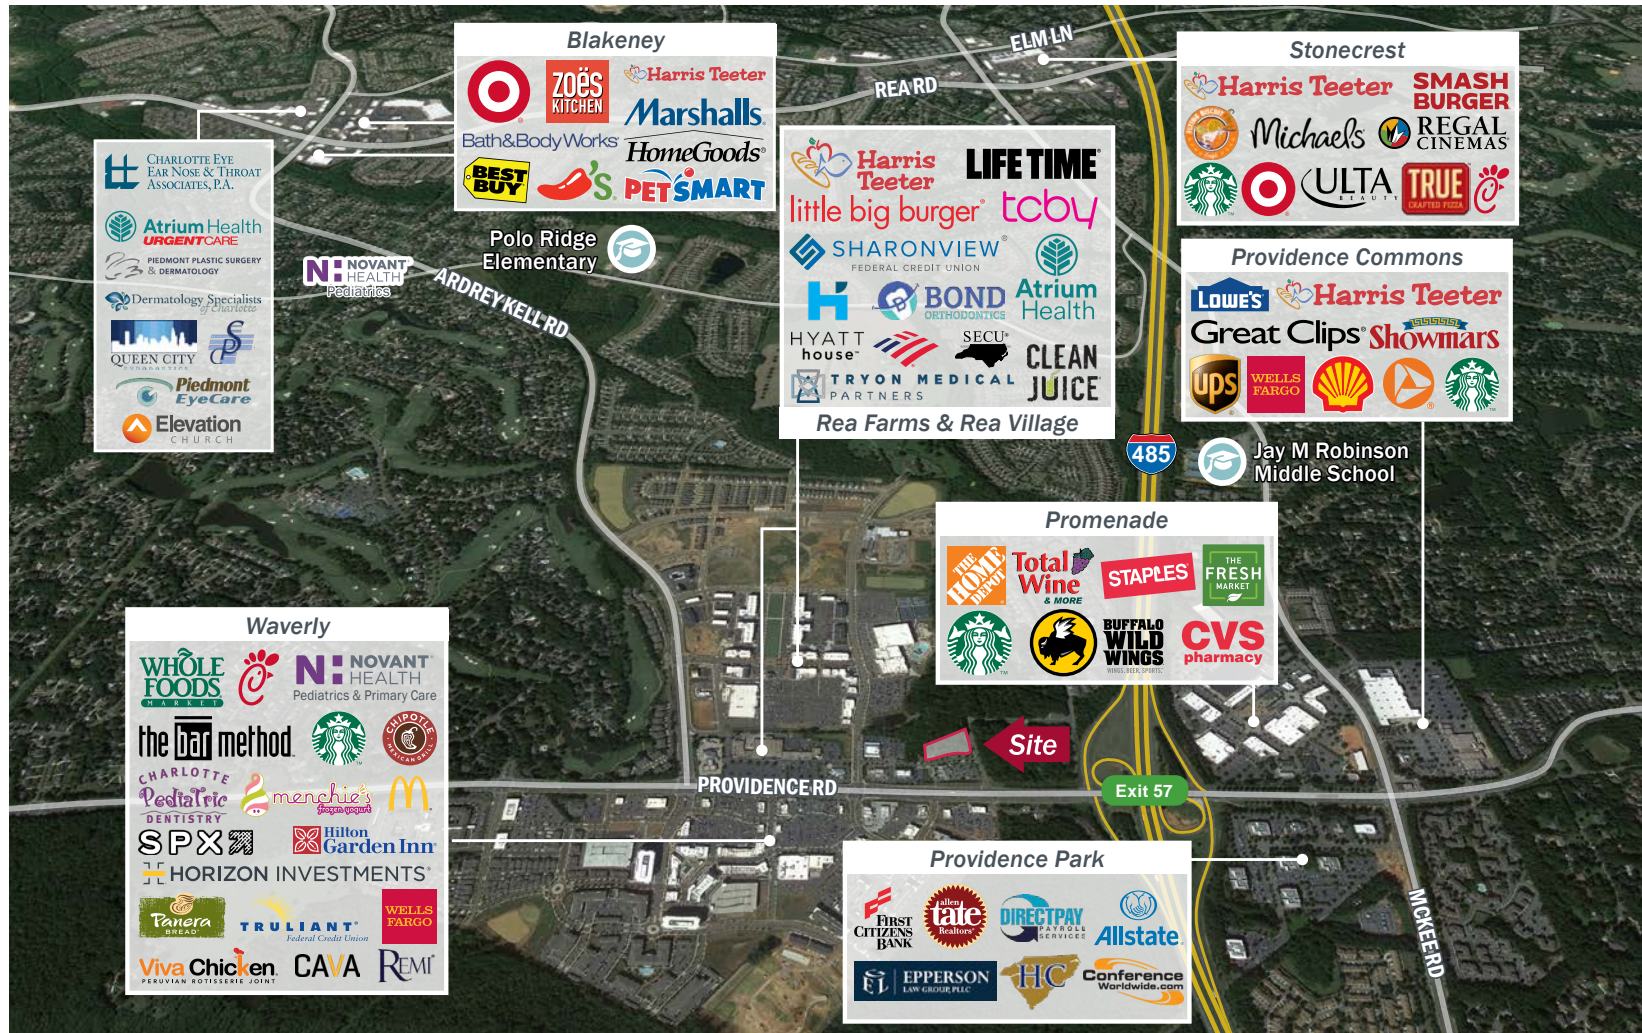 Blakeney
ZOËS
KITCHEN
Harris Teeter
Marshalls
Bath&BodyWorks
HomeGoods
BEST
BUY
'S
PETSMART
ELM LN
REA RD
Stonecrest
Harris Teeter
SMASH
BURGER
Michaels
REGAL
CINEMAS
ULTA
BEAUTY
TRUE
CRAFTED PIZZA
CHARLOTTE EYE
EAR NOSE & THROAT
ASSOCIATES, P.A.
Atrium Health
URGENTCARE
PIEDMONT PLASTIC SURGERY
& DERMATOLOGY
Dermatology Specialists
of Charlotte
QUEEN CITY
Piedmont
EyeCare
Elevation
CHURCH
NOVANT
HEALTH
Pediatrics
Polo Ridge
Elementary
ARDREY KELL RD
Harris
Teeter
LIFE TIME
little big burger
tcby
SHARONVIEW
FEDERAL CREDIT UNION
BOND
ORTHODONTICS
Atrium
Health
HYATT
house
SECU
CLEAN
JUICE
TRYON MEDICAL
PARTNERS
Rea Farms & Rea Village
Providence Commons
LOWE'S
Harris Teeter
Great Clips
Showmars
ups
WELLS
FARGO
485
Jay M Robinson
Middle School
Promenade
THE
HOME
DEPOT
Total
Wine
& MORE
STAPLES
THE
FRESH
MARKET
BUFFALO
WILD
WINGS
WINGS. BEER. SPORTS.
CVS
pharmacy
Site
Waverly
WHOLE
FOODS
MARKET
NOVANT
HEALTH
Pediatrics & Primary Care
the bar method
CHIPOTLE
MEXICAN GRILL
CHARLOTTE
Pediatric
DENTISTRY
menchie's
frozen yogurt
SPX
Hilton
Garden Inn
HORIZON INVESTMENTS
Panera
BREAD
TRULIANT
Federal Credit Union
WELLS
FARGO
Viva Chicken
PERUVIAN ROTISSERIE JOINT
CAVA
REMI
PROVIDENCE RD
Exit 57
Providence Park
FIRST
CITIZENS
BANK
allen
tate
Realtors
DIRECTPAY
PAYROLL
SERVICES
Allstate
EPPERSON
LAW GROUP, PLLC
HC
Conference
Worldwide.com
MCKEE RD